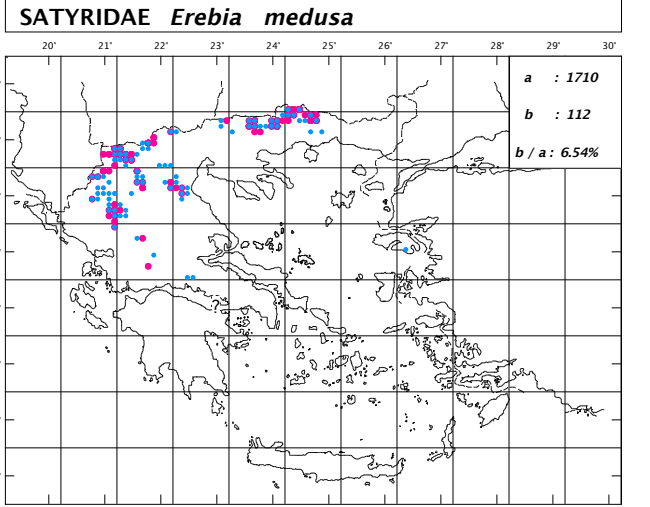 SATYRIDAE Erebia medusa
20° 21° 22° 23° 24° 25° 26° 27° 28° 29° 30°
a : 1710
b : 112
b / a : 6.54%
?